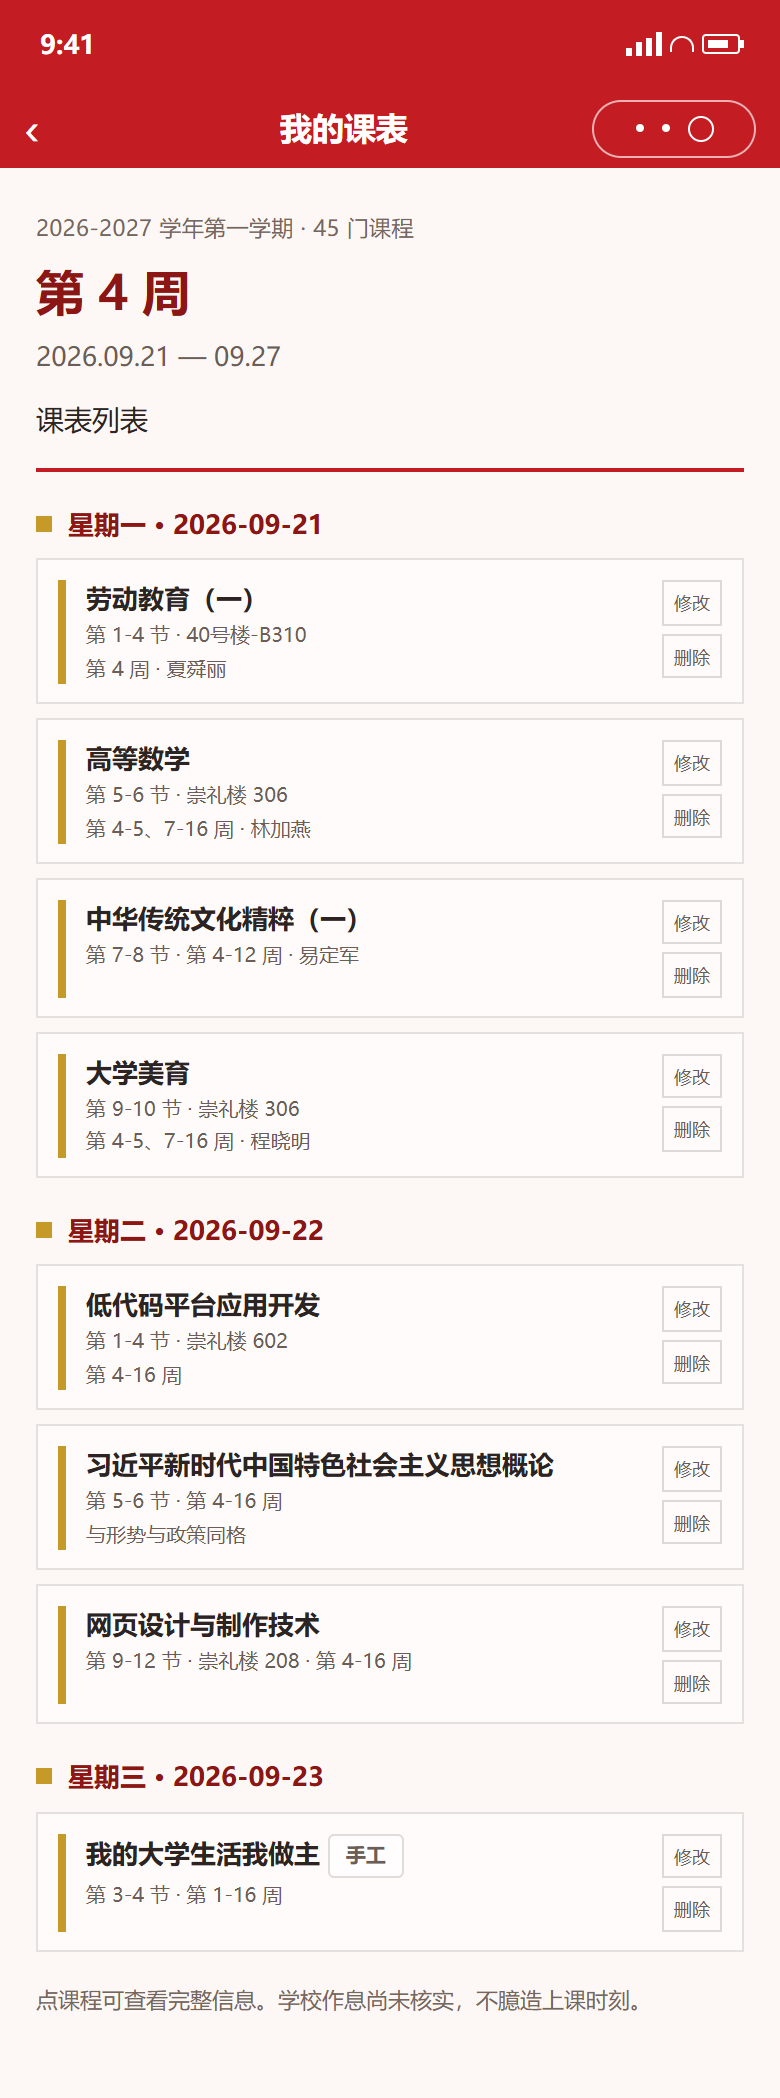 9:41
‹ 我的课表
2026-2027 学年第一学期 · 45 门课程
第 4 周
2026.09.21 — 09.27
课表列表
星期一 • 2026-09-21
劳动教育（一）
第 1-4 节 · 40号楼-B310
第 4 周 · 夏舜丽
修改
删除
高等数学
第 5-6 节 · 崇礼楼 306
第 4-5、7-16 周 · 林加燕
修改
删除
中华传统文化精粹（一）
第 7-8 节 · 第 4-12 周 · 易定军
修改
删除
大学美育
第 9-10 节 · 崇礼楼 306
第 4-5、7-16 周 · 程晓明
修改
删除
星期二 • 2026-09-22
低代码平台应用开发
第 1-4 节 · 崇礼楼 602
第 4-16 周
修改
删除
习近平新时代中国特色社会主义思想概论
第 5-6 节 · 第 4-16 周
与形势与政策同格
修改
删除
网页设计与制作技术
第 9-12 节 · 崇礼楼 208 · 第 4-16 周
修改
删除
星期三 • 2026-09-23
我的大学生活我做主 手工
第 3-4 节 · 第 1-16 周
修改
删除
点课程可查看完整信息。学校作息尚未核实，不臆造上课时刻。